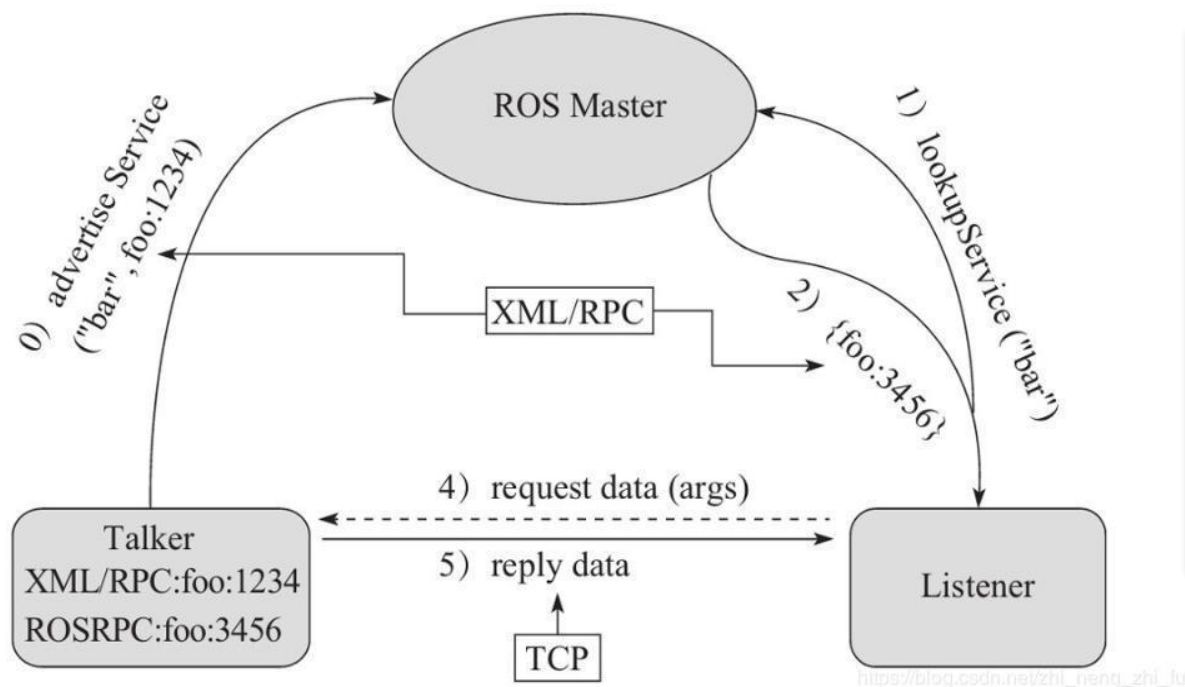 ROS Master
0) advertise Service
("bar", foo:1234)
1) lookupService ("bar")
2) {foo:3456}
XML/RPC
4) request data (args)
5) reply data
TCP
Talker
XML/RPC:foo:1234
ROSRPC:foo:3456
Listener
https://blog.csdn.net/zhi_neng_zhi_fu